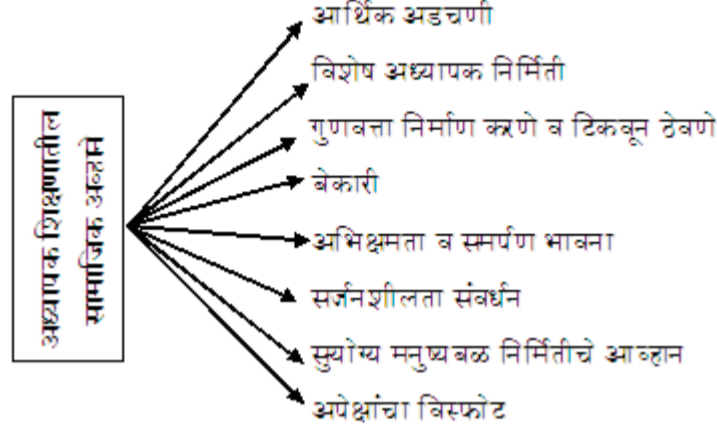 अध्यापक शिक्षणातील
सामाजिक अव्हाने
आर्थिक अडचणी
विशेष अध्यापक निर्मिती
गुणवत्ता निर्माण करणे व टिकवून ठेवणे
बेकारी
अभिक्षमता व समर्पण भावना
सर्जनशीलता संवर्धन
सुयोग्य मनुष्यबळ निर्मितीचे आव्हान
अपेक्षांचा विस्फोट